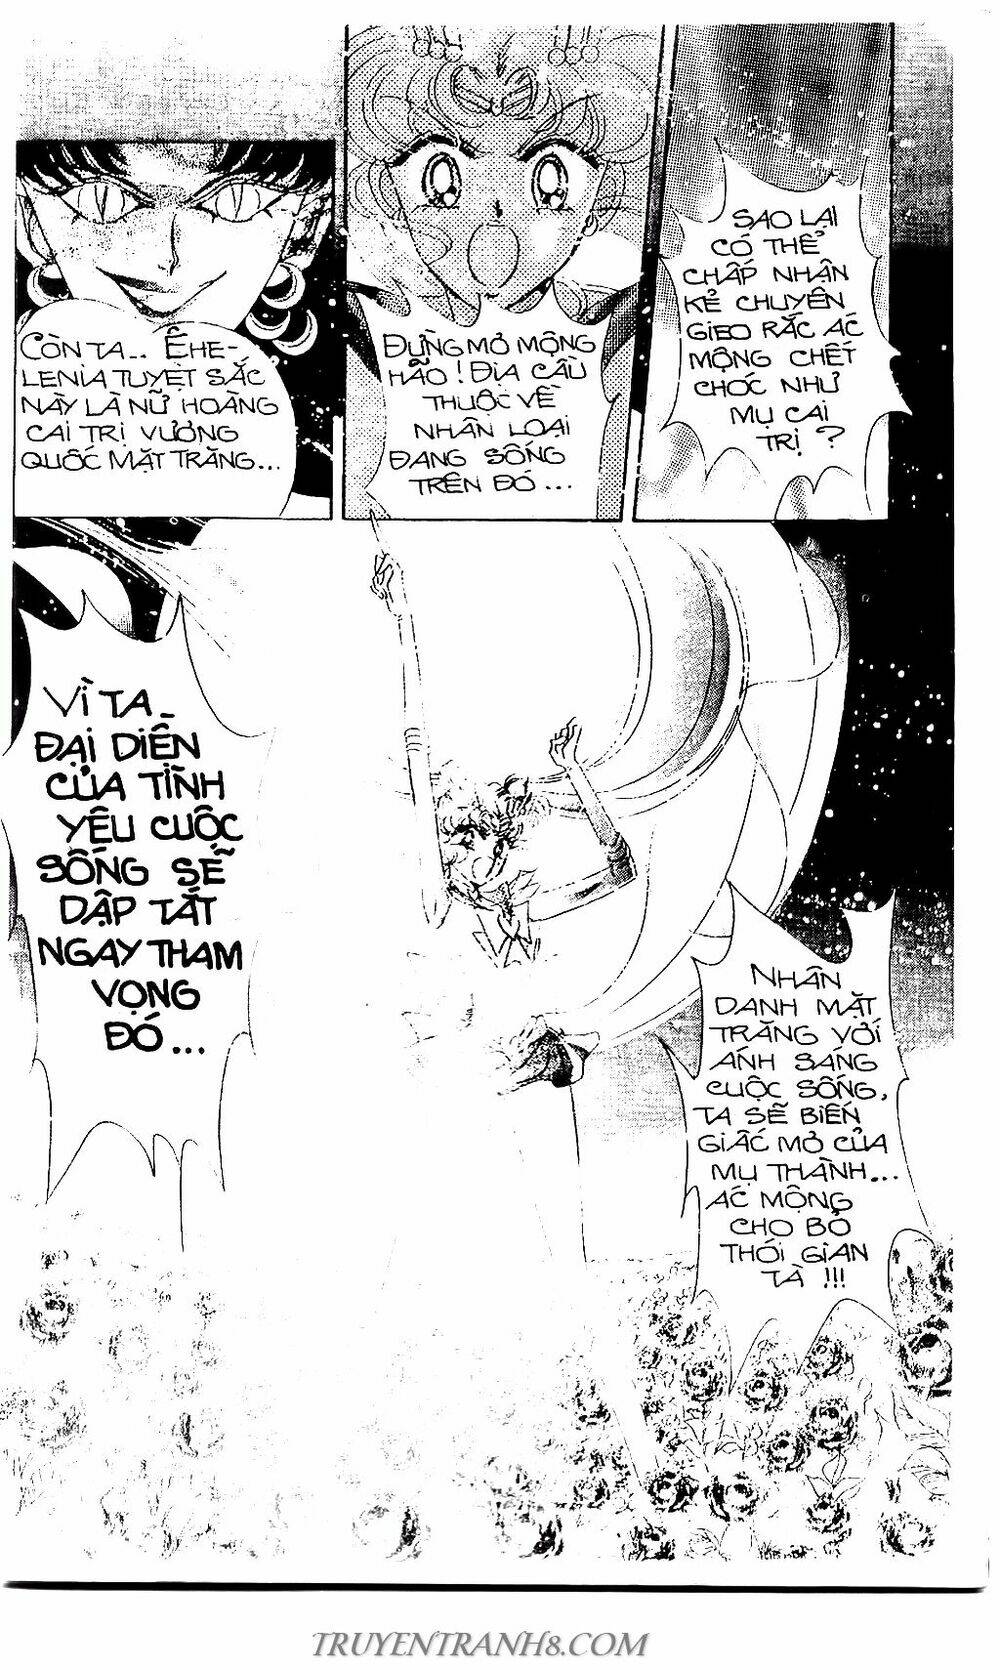 CÒN TA.. ÊHE-
LENIA TUYỆT SẮC
NÀY LÀ NỮ HOÀNG
CAI TRỊ VƯƠNG
QUỐC MẶT TRĂNG...
ĐỪNG MƠ MỘNG
HÃO! ĐỊA CẦU
THUỘC VỀ
NHÂN LOẠI
ĐANG SỐNG
TRÊN ĐÓ...
SAO LẠI
CÓ THỂ
CHẤP NHÂN
KẺ CHUYÊN
GIEO RẮC ÁC
MỘNG CHẾT
CHÓC NHƯ
MỤ CAI
TRỊ ?
VÌ TA
ĐẠI DIỆN
CỦA TÌNH
YÊU CUỘC
SỐNG SẼ
DẬP TẮT
NGAY THAM
VỌNG
ĐÓ...
NHÂN
DANH MẶT
TRĂNG VỚI
ÁNH SANG
CUỘC SỐNG,
TA SẼ BIẾN
GIẤC MƠ CỦA
MỤ THÀNH...
ÁC MỘNG
CHO BỎ
THÓI GIAN
TÀ !!!
TRUYENTRANH8.COM